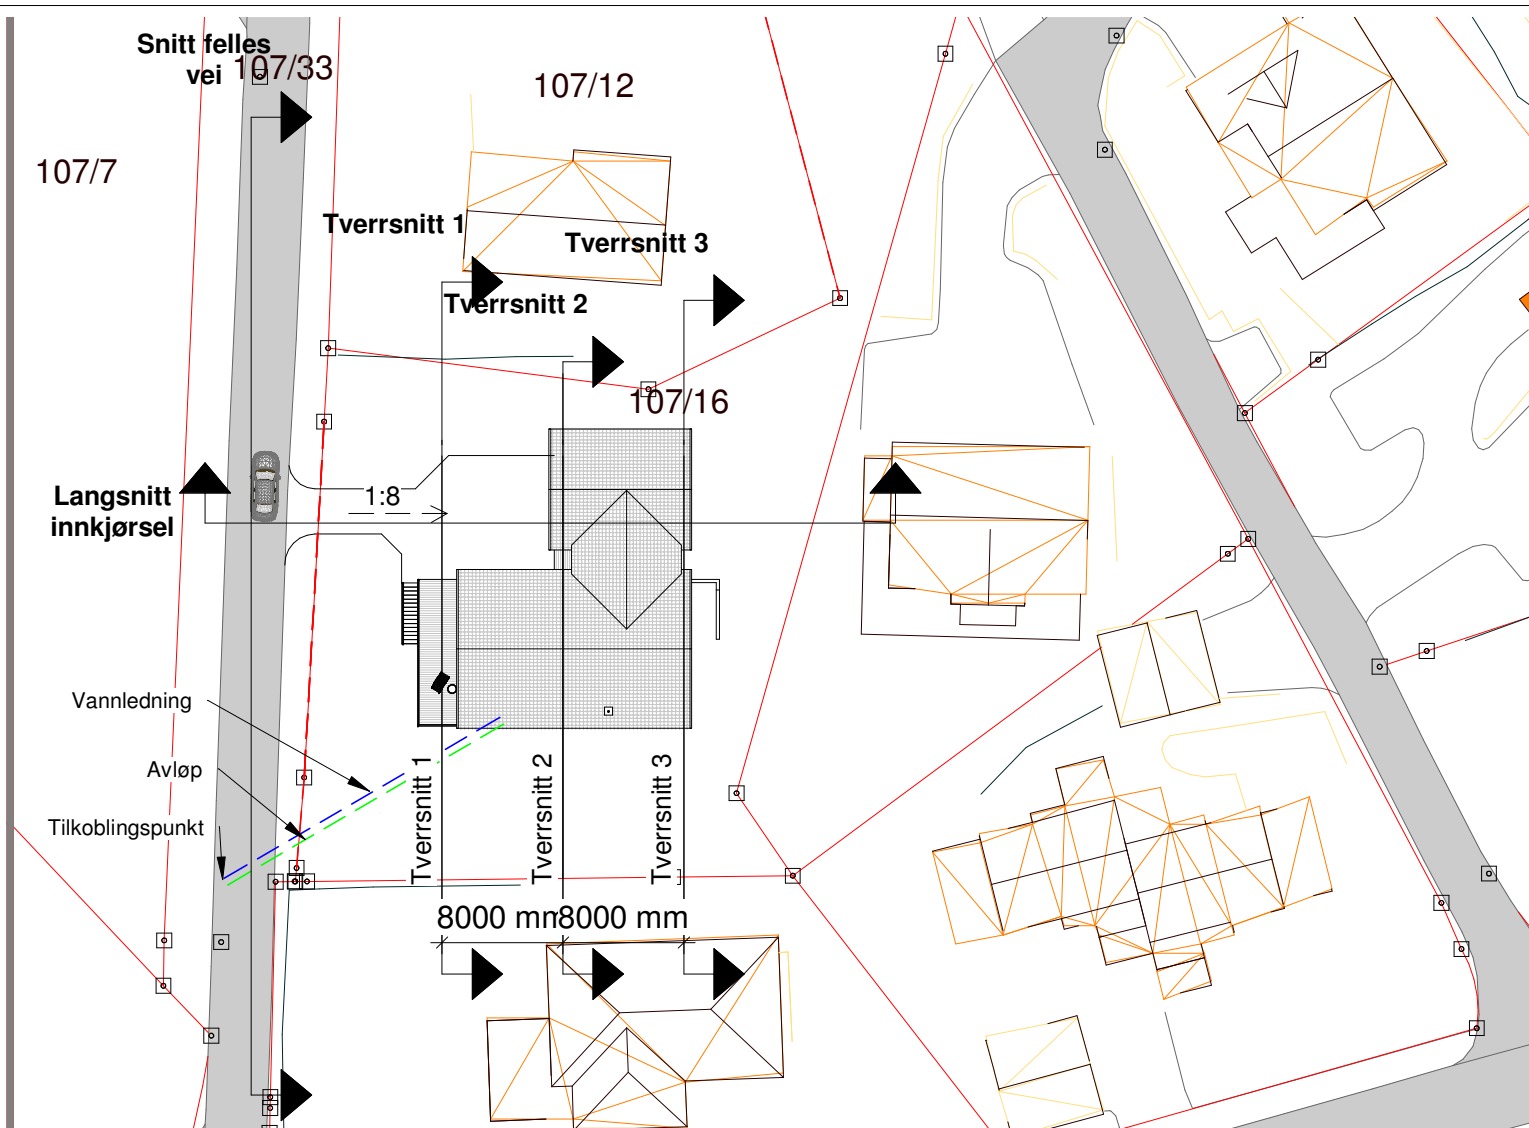 Snitt felles
vei
107/33
107/12
107/7
Tverrsnitt 1
Tverrsnitt 3
Tverrsnitt 2
107/16
1:8
Langsnitt
innkjørsel
Vannledning
Avløp
Tilkoblingspunkt
Tverrsnitt 1
Tverrsnitt 2
Tverrsnitt 3
8000 mm
8000 mm